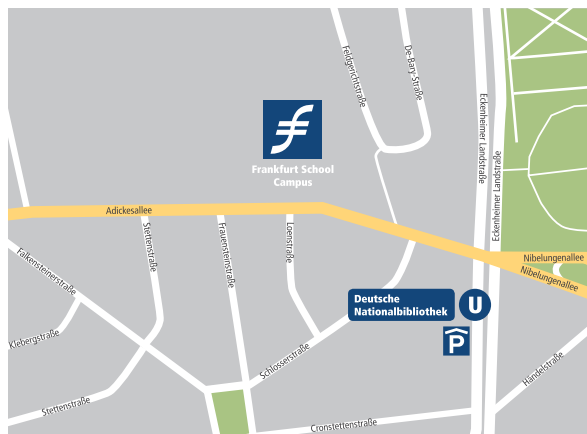 Feldgerichtstraße
De-Bary-Straße
Eckenheimer Landstraße
Eckenheimer Landstraße
Frankfurt School
Campus
Adickesallee
Stettenstraße
Frauensteinstraße
Loenstraße
Falkensteinerstraße
Nibelungenallee
Nibelungenallee
Deutsche
Nationalbibliothek
U
P
Klebergstraße
Schlosserstraße
Händelstraße
Stettenstraße
Cronstettenstraße